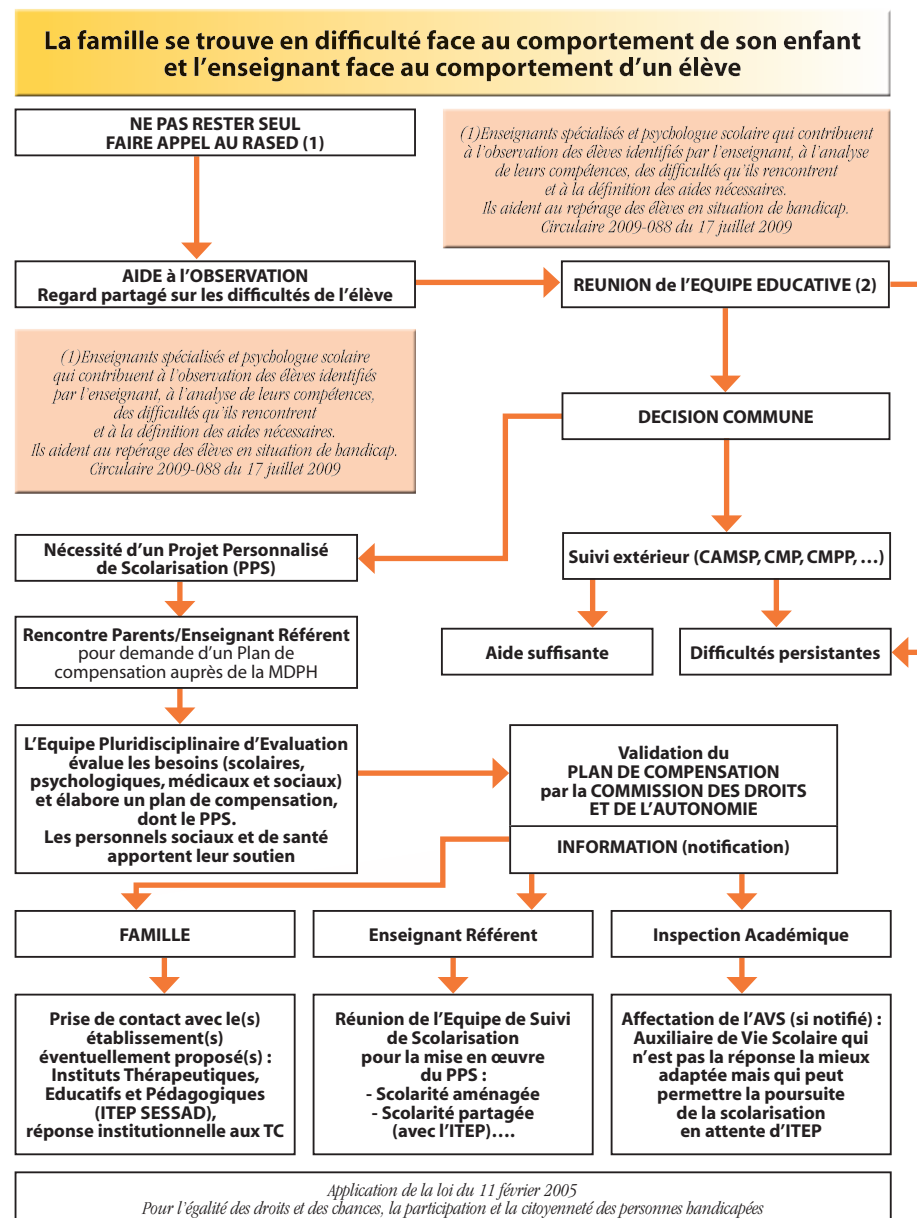 La famille se trouve en difficulté face au comportement de son enfant
et l’enseignant face au comportement d’un élève
NE PAS RESTER SEUL
FAIRE APPEL AU RASED (1)
(1)Enseignants spécialisés et psychologue scolaire qui contribuent
à l’observation des élèves identifiés par l’enseignant, à l’analyse
de leurs compétences, des difficultés qu’ils rencontrent
et à la définition des aides nécessaires.
Ils aident au repérage des élèves en situation de handicap.
Circulaire 2009-088 du 17 juillet 2009
AIDE à l’OBSERVATION
Regard partagé sur les difficultés de l’élève
REUNION de l’EQUIPE EDUCATIVE (2)
(1)Enseignants spécialisés et psychologue scolaire
qui contribuent à l’observation des élèves identifiés
par l’enseignant, à l’analyse de leurs compétences,
des difficultés qu’ils rencontrent
et à la définition des aides nécessaires.
Ils aident au repérage des élèves en situation de handicap.
Circulaire 2009-088 du 17 juillet 2009
DECISION COMMUNE
Nécessité d’un Projet Personnalisé
de Scolarisation (PPS)
Suivi extérieur (CAMSP, CMP, CMPP, …)
Rencontre Parents/Enseignant Référent
pour demande d’un Plan de
compensation auprès de la MDPH
Aide suffisante
Difficultés persistantes
L’Equipe Pluridisciplinaire d’Evaluation
évalue les besoins (scolaires,
psychologiques, médicaux et sociaux)
et élabore un plan de compensation,
dont le PPS.
Les personnels sociaux et de santé
apportent leur soutien
Validation du
PLAN DE COMPENSATION
par la COMMISSION DES DROITS
ET DE L’AUTONOMIE
INFORMATION (notification)
FAMILLE
Enseignant Référent
Inspection Académique
Prise de contact avec le(s)
établissement(s)
éventuellement proposé(s) :
Instituts Thérapeutiques,
Educatifs et Pédagogiques
(ITEP SESSAD),
réponse institutionnelle aux TC
Réunion de l’Equipe de Suivi
de Scolarisation
pour la mise en œuvre
du PPS :
- Scolarité aménagée
- Scolarité partagée
(avec l’ITEP)….
Affectation de l’AVS (si notifié) :
Auxiliaire de Vie Scolaire qui
n’est pas la réponse la mieux
adaptée mais qui peut
permettre la poursuite
de la scolarisation
en attente d’ITEP
Application de la loi du 11 février 2005
Pour l’égalité des droits et des chances, la participation et la citoyenneté des personnes handicapées